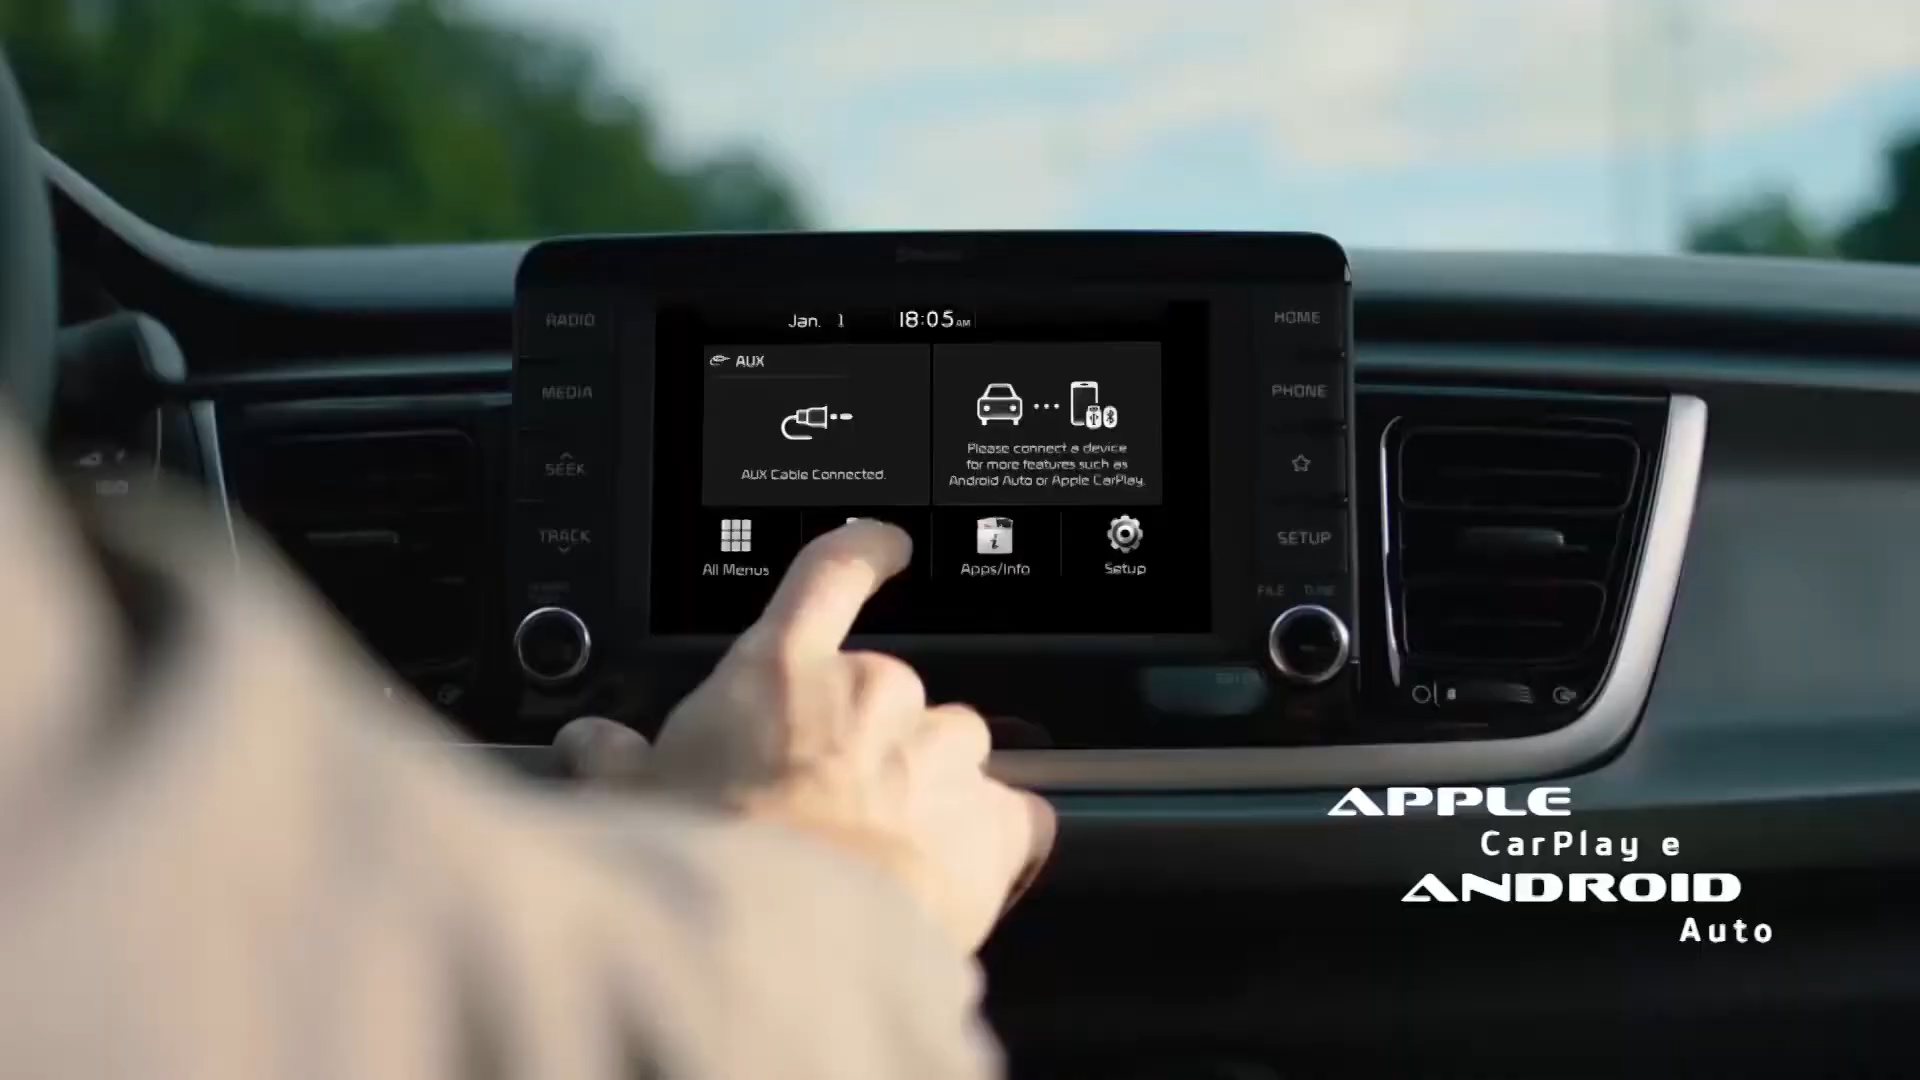 RADIO
MEDIA
SEEK
TRACK
Jan. 1 18:05 AM
AUX
AUX Cable Connected.
Please connect a device
for more features such as
Android Auto or Apple CarPlay.
All Menus
Apps/Info
Setup
HOME
PHONE
SETUP
FILE TUNE
APPLE
CarPlay e
ANDROID
Auto